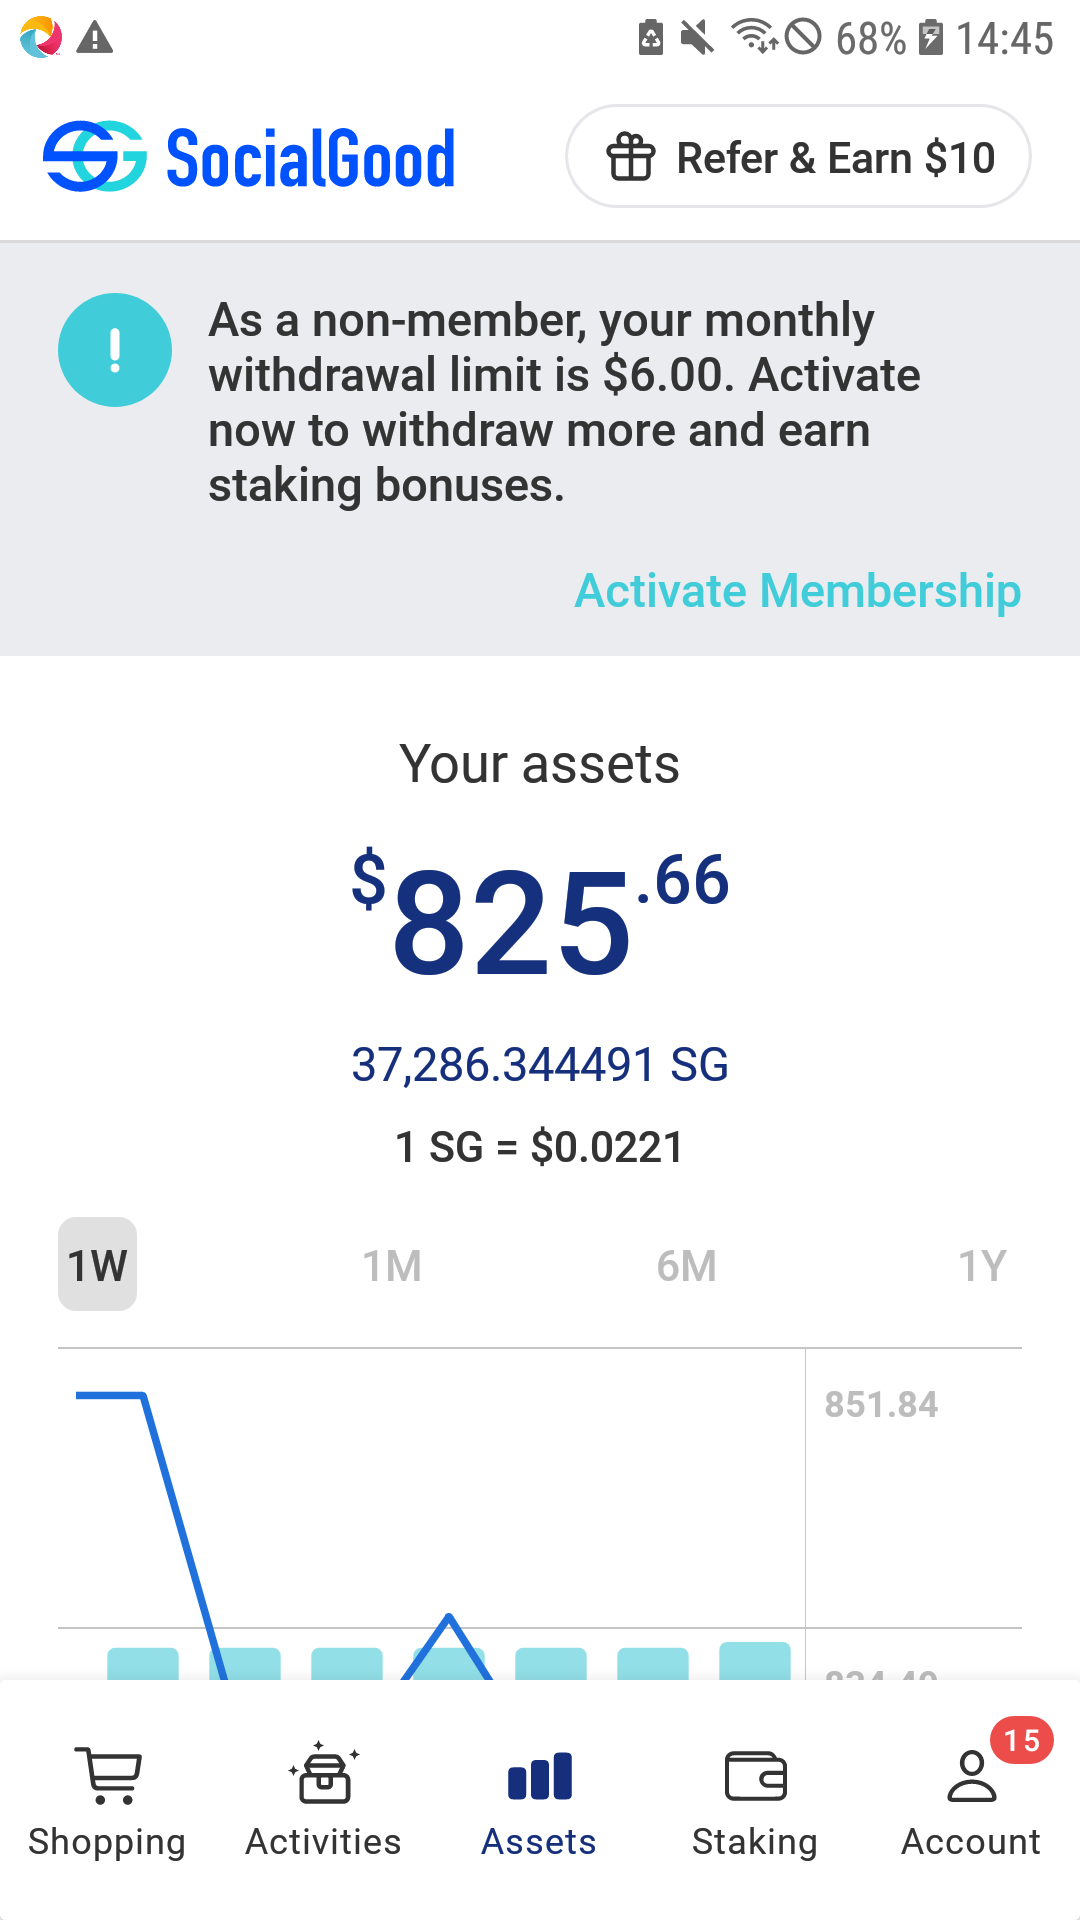 68% 14:45
SocialGood
Refer & Earn $10
As a non-member, your monthly
withdrawal limit is $6.00. Activate
now to withdraw more and earn
staking bonuses.
Activate Membership
Your assets
$825.66
37,286.344491 SG
1 SG = $0.0221
1W 1M 6M 1Y
851.84
15
Shopping Activities Assets Staking Account